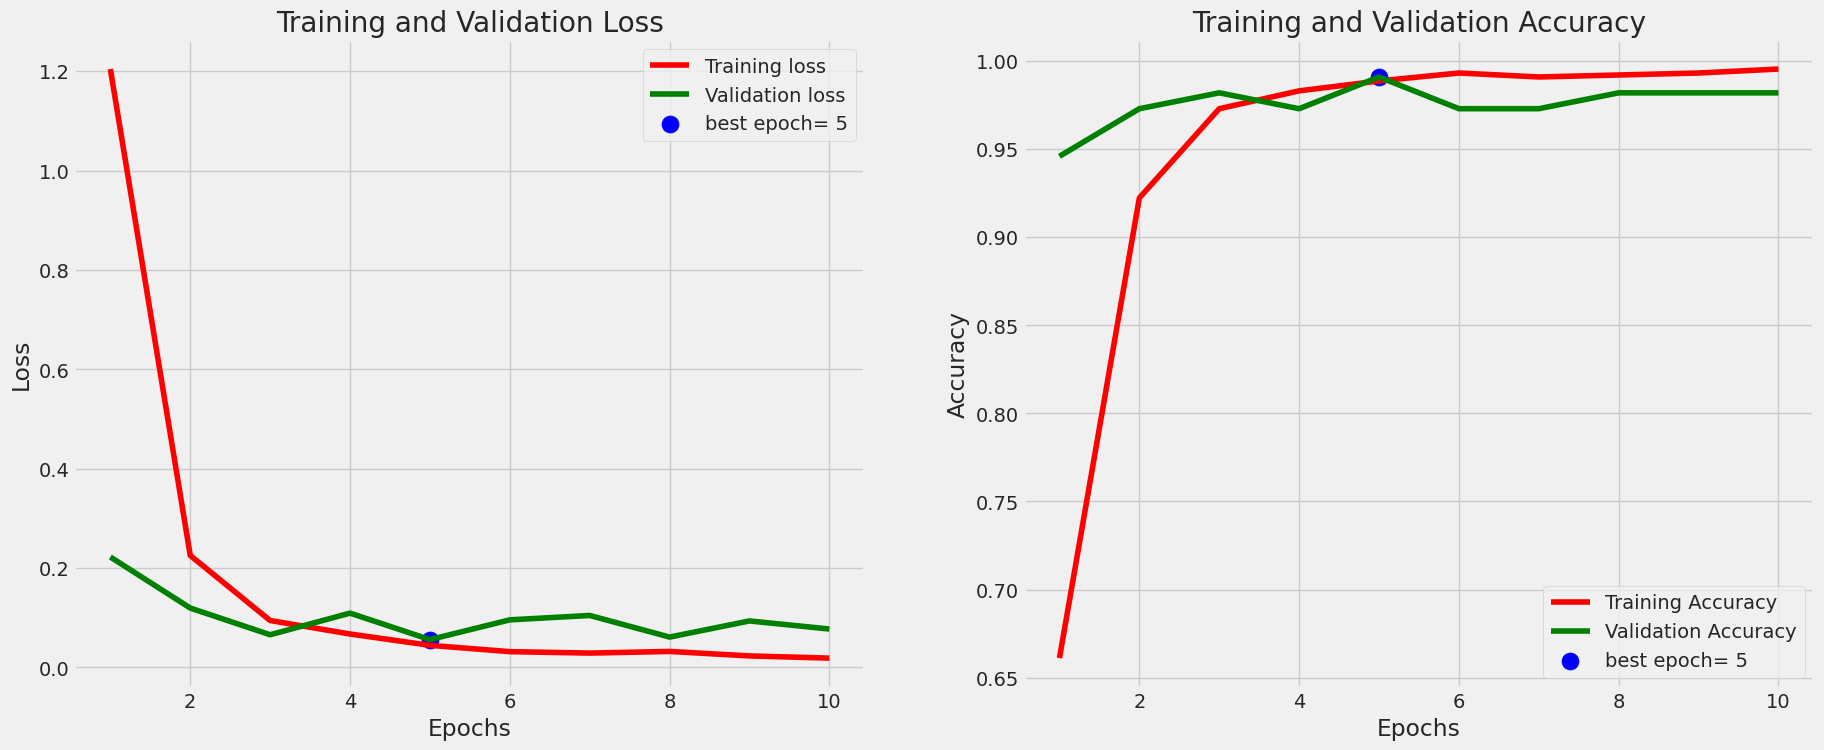 Training and Validation Loss
1.2
1.0
0.8
0.6
0.4
0.2
0.0
Loss
2 4 6 8 10
Epochs
Training loss
Validation loss
best epoch= 5
Training and Validation Accuracy
1.00
0.95
0.90
0.85
0.80
0.75
0.70
0.65
Accuracy
2 4 6 8 10
Epochs
Training Accuracy
Validation Accuracy
best epoch= 5